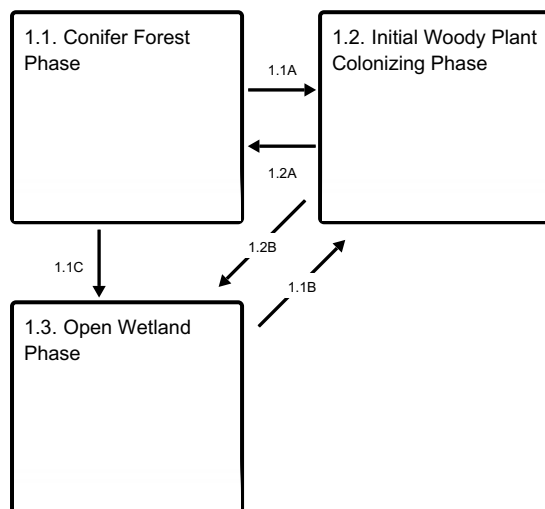 1.1. Conifer Forest
Phase
1.2. Initial Woody Plant
Colonizing Phase
1.1A
1.2A
1.2B
1.1C
1.1B
1.3. Open Wetland
Phase